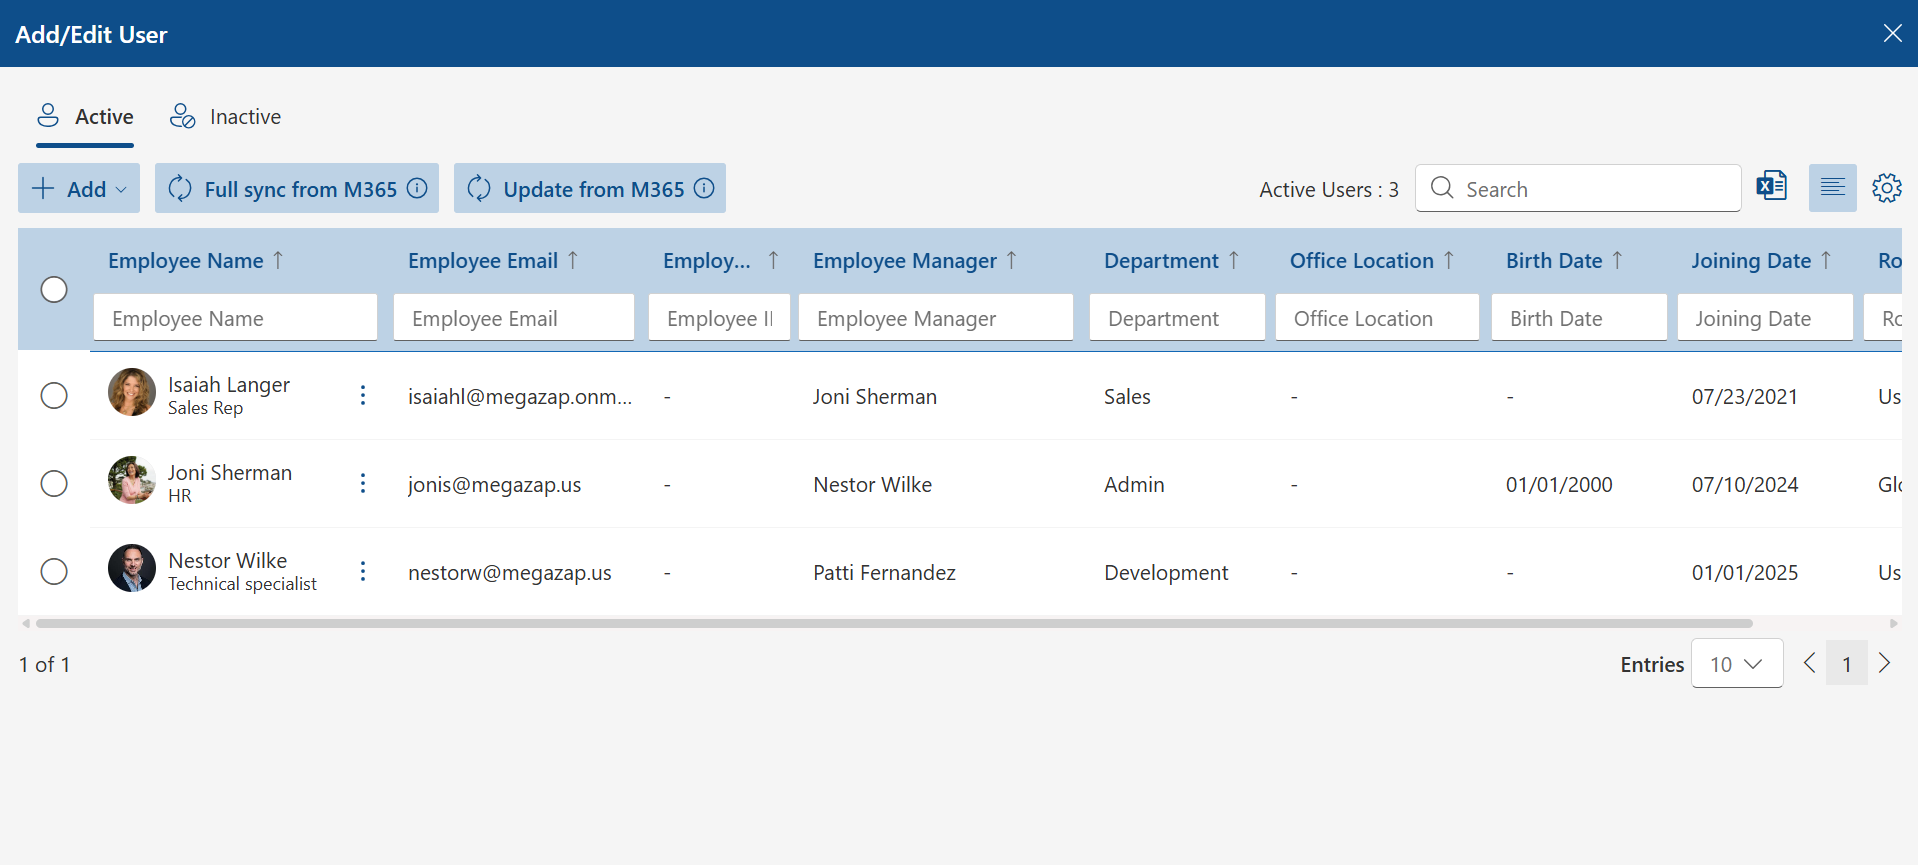 Add/Edit User
Active Inactive
Add Full sync from M365 Update from M365 Active Users : 3 Search
Employee Name Employee Email Employ... Employee Manager Department Office Location Birth Date Joining Date Ro
Employee Name Employee Email Employee II Employee Manager Department Office Location Birth Date Joining Date Ro
Isaiah Langer
Sales Rep
isaiahl@megazap.onm... - Joni Sherman Sales - - 07/23/2021 Us
Joni Sherman
HR
jonis@megazap.us - Nestor Wilke Admin - 01/01/2000 07/10/2024 Glo
Nestor Wilke
Technical specialist
nestorw@megazap.us - Patti Fernandez Development - - 01/01/2025 Us
1 of 1 Entries 10 1